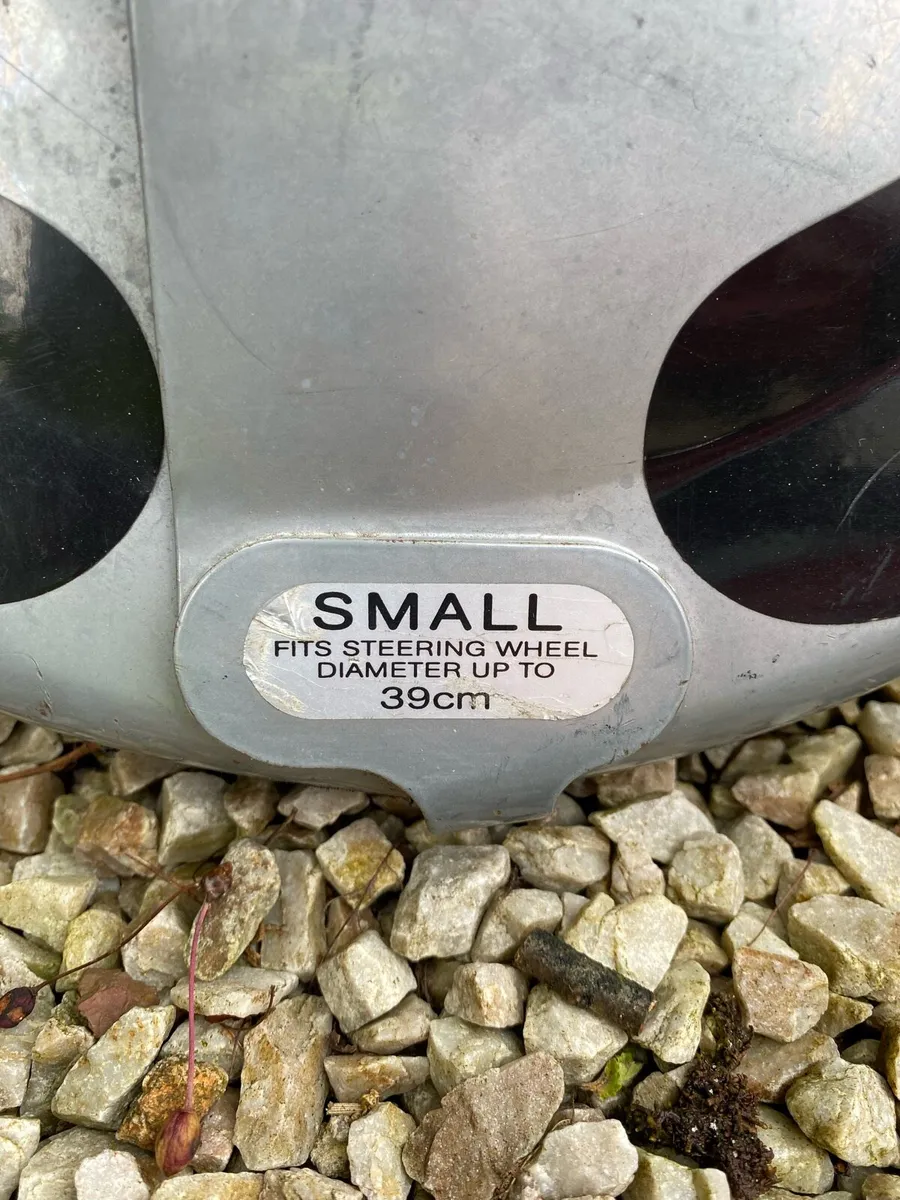 SMALL
FITS STEERING WHEEL
DIAMETER UP TO
39cm